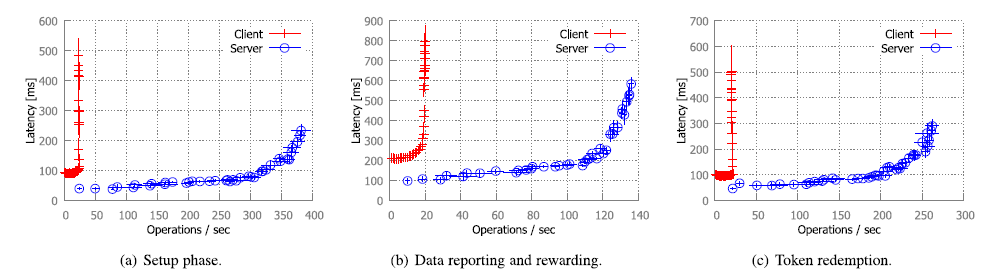 600
500
400
300
200
100
0
Latency [ms]
Client
Server
0 50 100 150 200 250 300 350 400
Operations / sec
(a) Setup phase.
900
800
700
600
500
400
300
200
100
0
Latency [ms]
Client
Server
0 20 40 60 80 100 120 140
Operations / sec
(b) Data reporting and rewarding.
700
600
500
400
300
200
100
0
Latency [ms]
Client
Server
0 50 100 150 200 250 300
Operations / sec
(c) Token redemption.